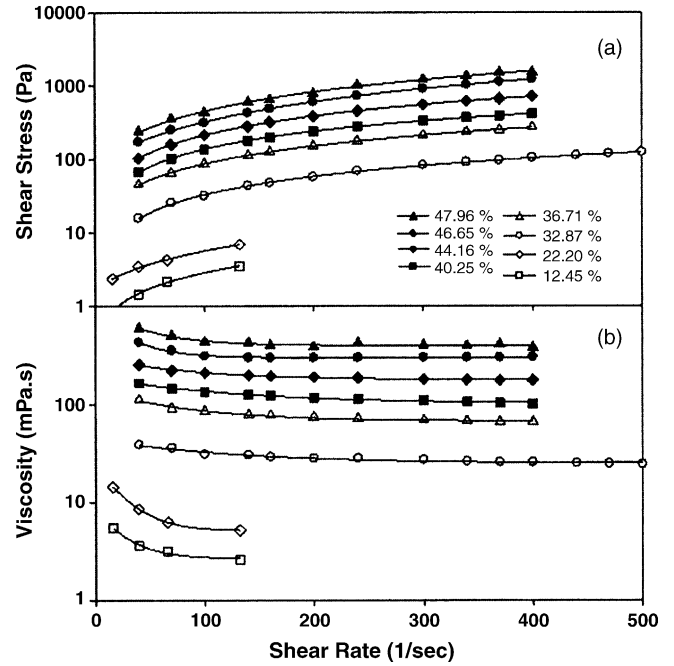 10000
(a)
1000
Shear Stress (Pa)
100
47.96 % 36.71 %
46.65 % 32.87 %
10
44.16 % 22.20 %
40.25 % 12.45 %
1
(b)
Viscosity (mPa.s)
100
10
1
0 100 200 300 400 500
Shear Rate (1/sec)